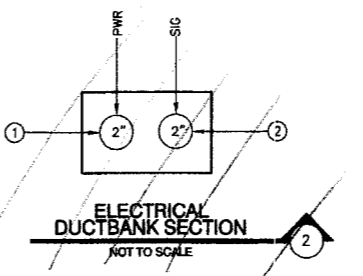 PWR SIG
1 2" 2" 2
ELECTRICAL
DUCTBANK SECTION
NOT TO SCALE
2